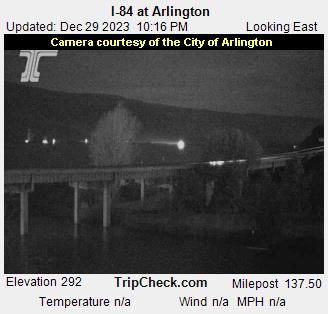 I-84 at Arlington
Updated: Dec 29 2023 10:16 PM Looking East
Camera courtesy of the City of Arlington
Elevation 292 TripCheck.com Milepost 137.50
Temperature n/a Wind n/a MPH n/a